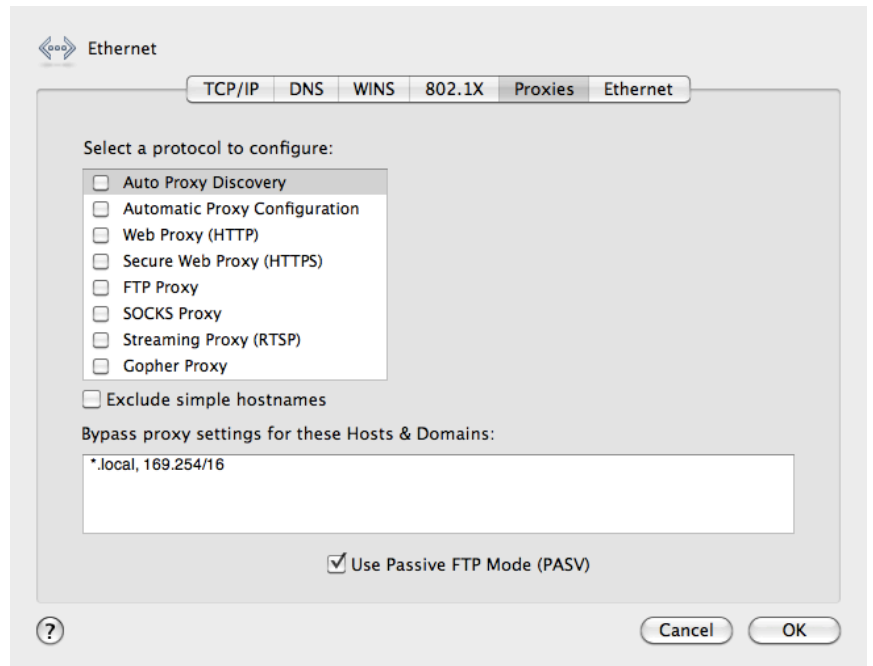 Ethernet
TCP/IP DNS WINS 802.1X Proxies Ethernet
Select a protocol to configure:
Auto Proxy Discovery
Automatic Proxy Configuration
Web Proxy (HTTP)
Secure Web Proxy (HTTPS)
FTP Proxy
SOCKS Proxy
Streaming Proxy (RTSP)
Gopher Proxy
Exclude simple hostnames
Bypass proxy settings for these Hosts & Domains:
*.local, 169.254/16
Use Passive FTP Mode (PASV)
? Cancel OK